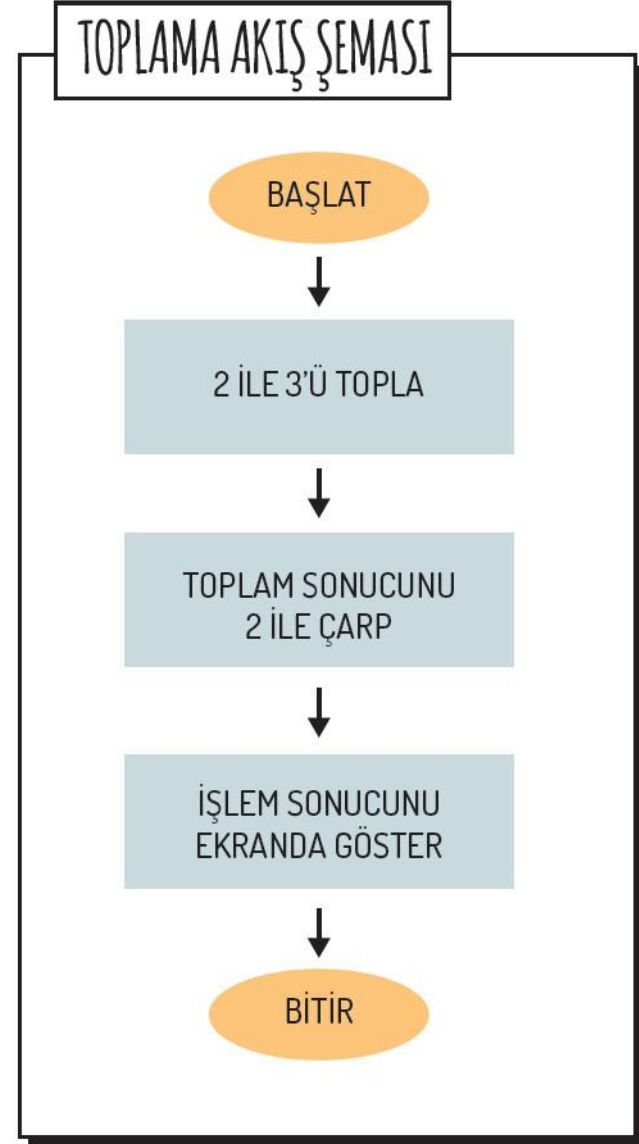 TOPLAMA AKIŞ ŞEMASI
BAŞLAT
2 İLE 3'Ü TOPLA
TOPLAM SONUCUNU
2 İLE ÇARP
İŞLEM SONUCUNU
EKRANDA GÖSTER
BİTİR